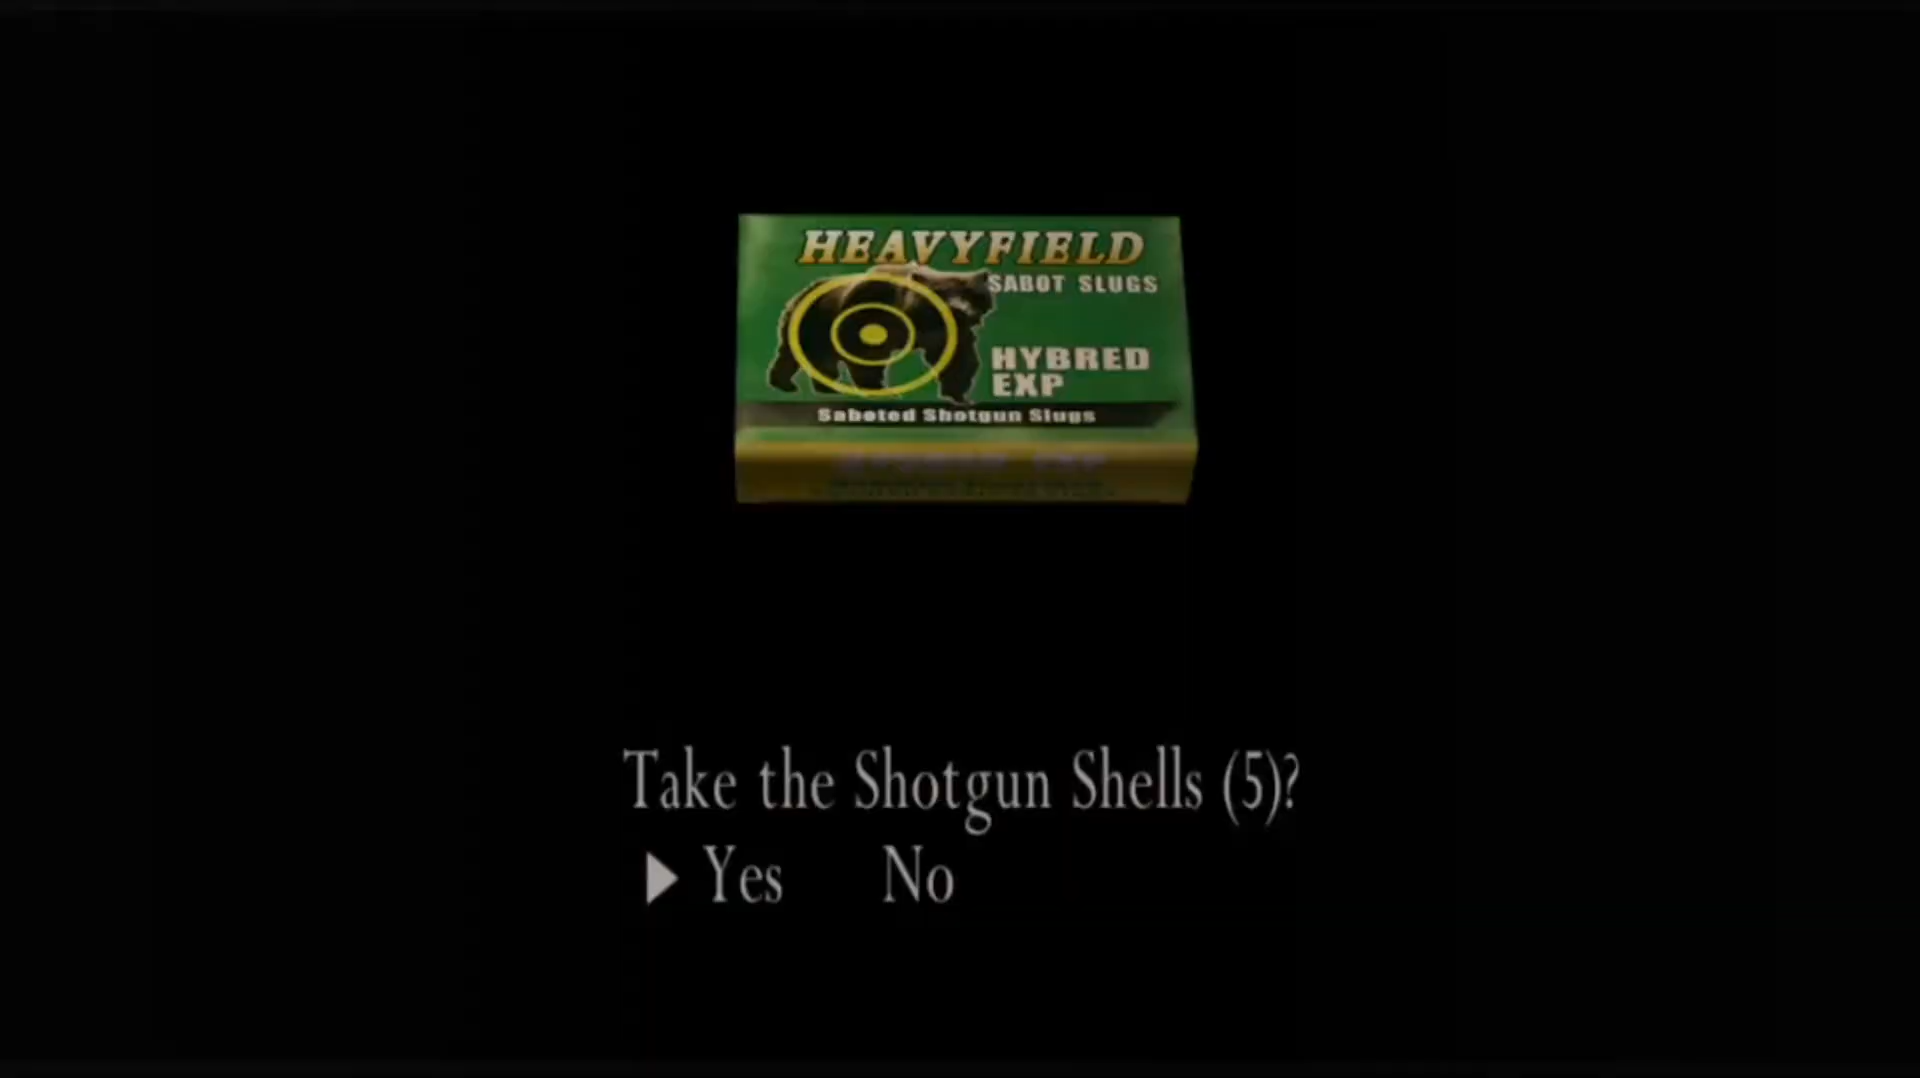 HEAVYFIELD
SABOT SLUGS
HYBRED
EXP
Saboted Shotgun Slugs
Take the Shotgun Shells (5)?
Yes No